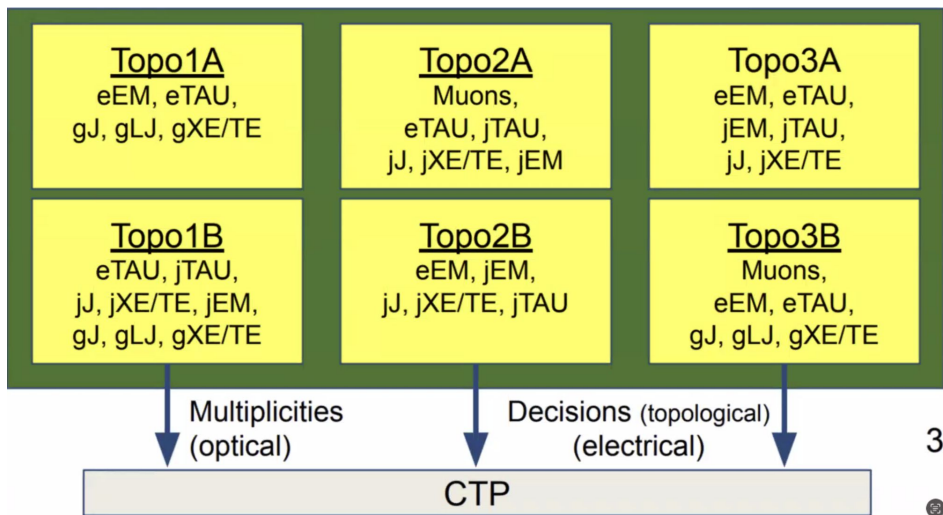 Topo1A
eEM, eTAU,
gJ, gLJ, gXE/TE
Topo2A
Muons,
eTAU, jTAU,
jJ, jXE/TE, jEM
Topo3A
eEM, eTAU,
jEM, jTAU,
jJ, jXE/TE
Topo1B
eTAU, jTAU,
jJ, jXE/TE, jEM,
gJ, gLJ, gXE/TE
Topo2B
eEM, jEM,
jJ, jXE/TE, jTAU
Topo3B
Muons,
eEM, eTAU,
gJ, gLJ, gXE/TE
Multiplicities
(optical)
Decisions (topological)
(electrical)
3
CTP